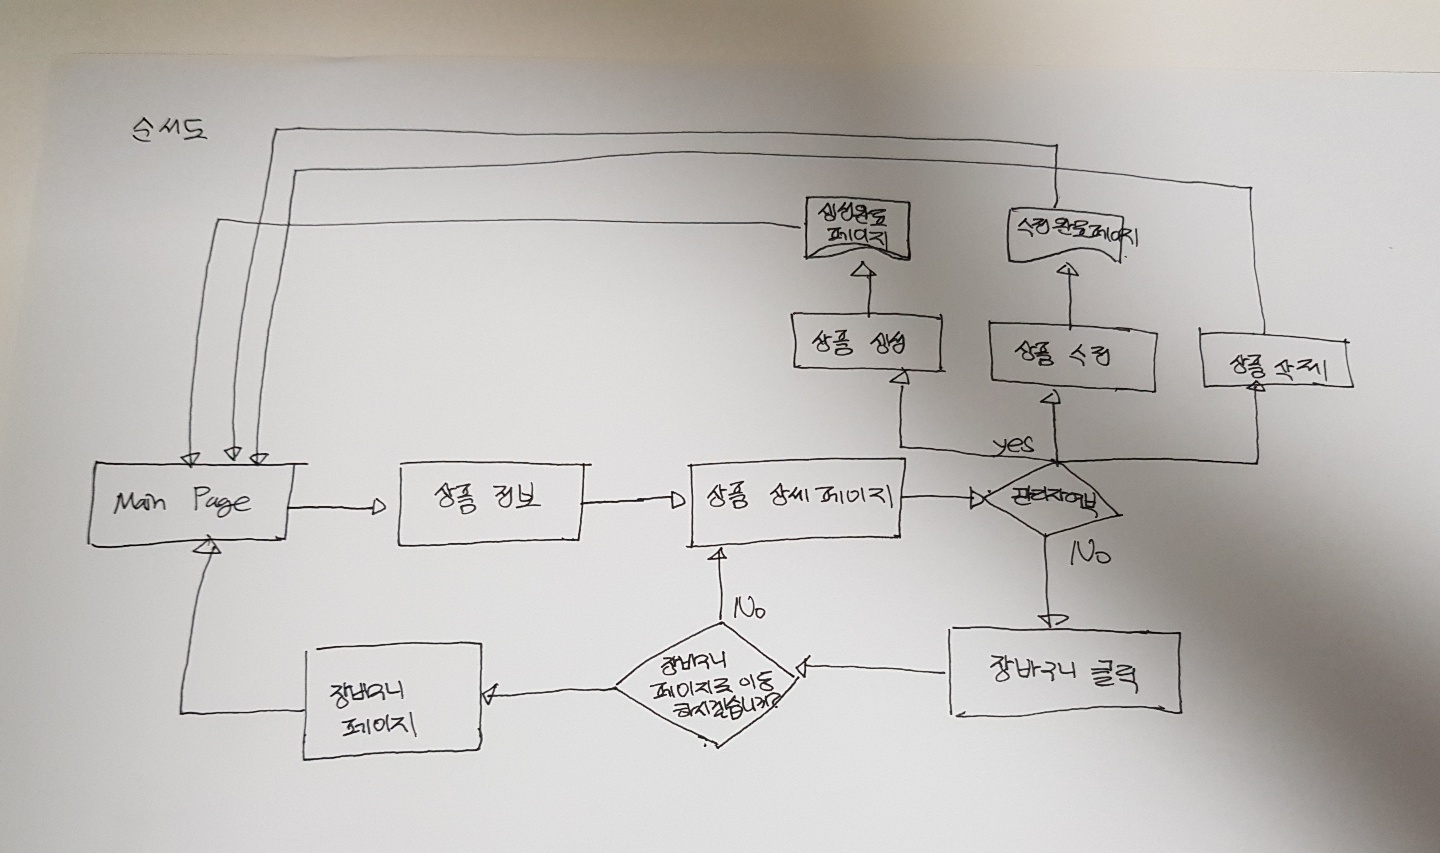 순서도
생성완료
페이지
수정완료페이지
상품 생성
상품 수정
상품 삭제
yes
Main Page
상품 정보
상품 상세페이지
관리자여부
No
No
장바구니
페이지로 이동
하시겠습니까?
장바구니 클릭
장바구니
페이지